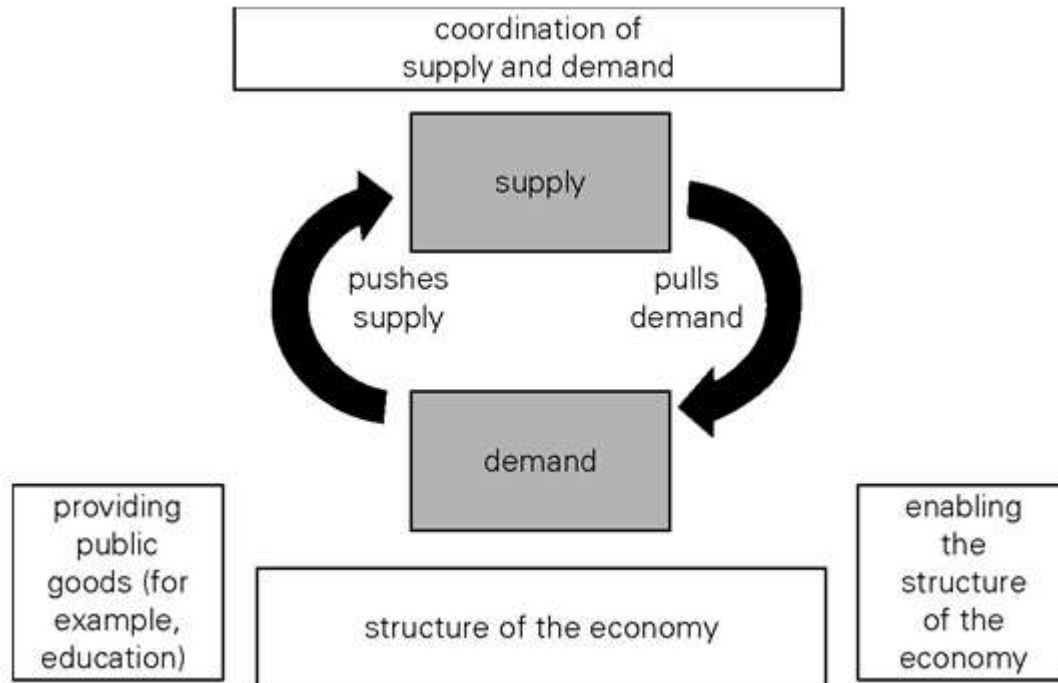 coordination of
supply and demand
supply
pushes
supply
pulls
demand
demand
providing
public
goods (for
example,
education)
structure of the economy
enabling
the
structure
of the
economy